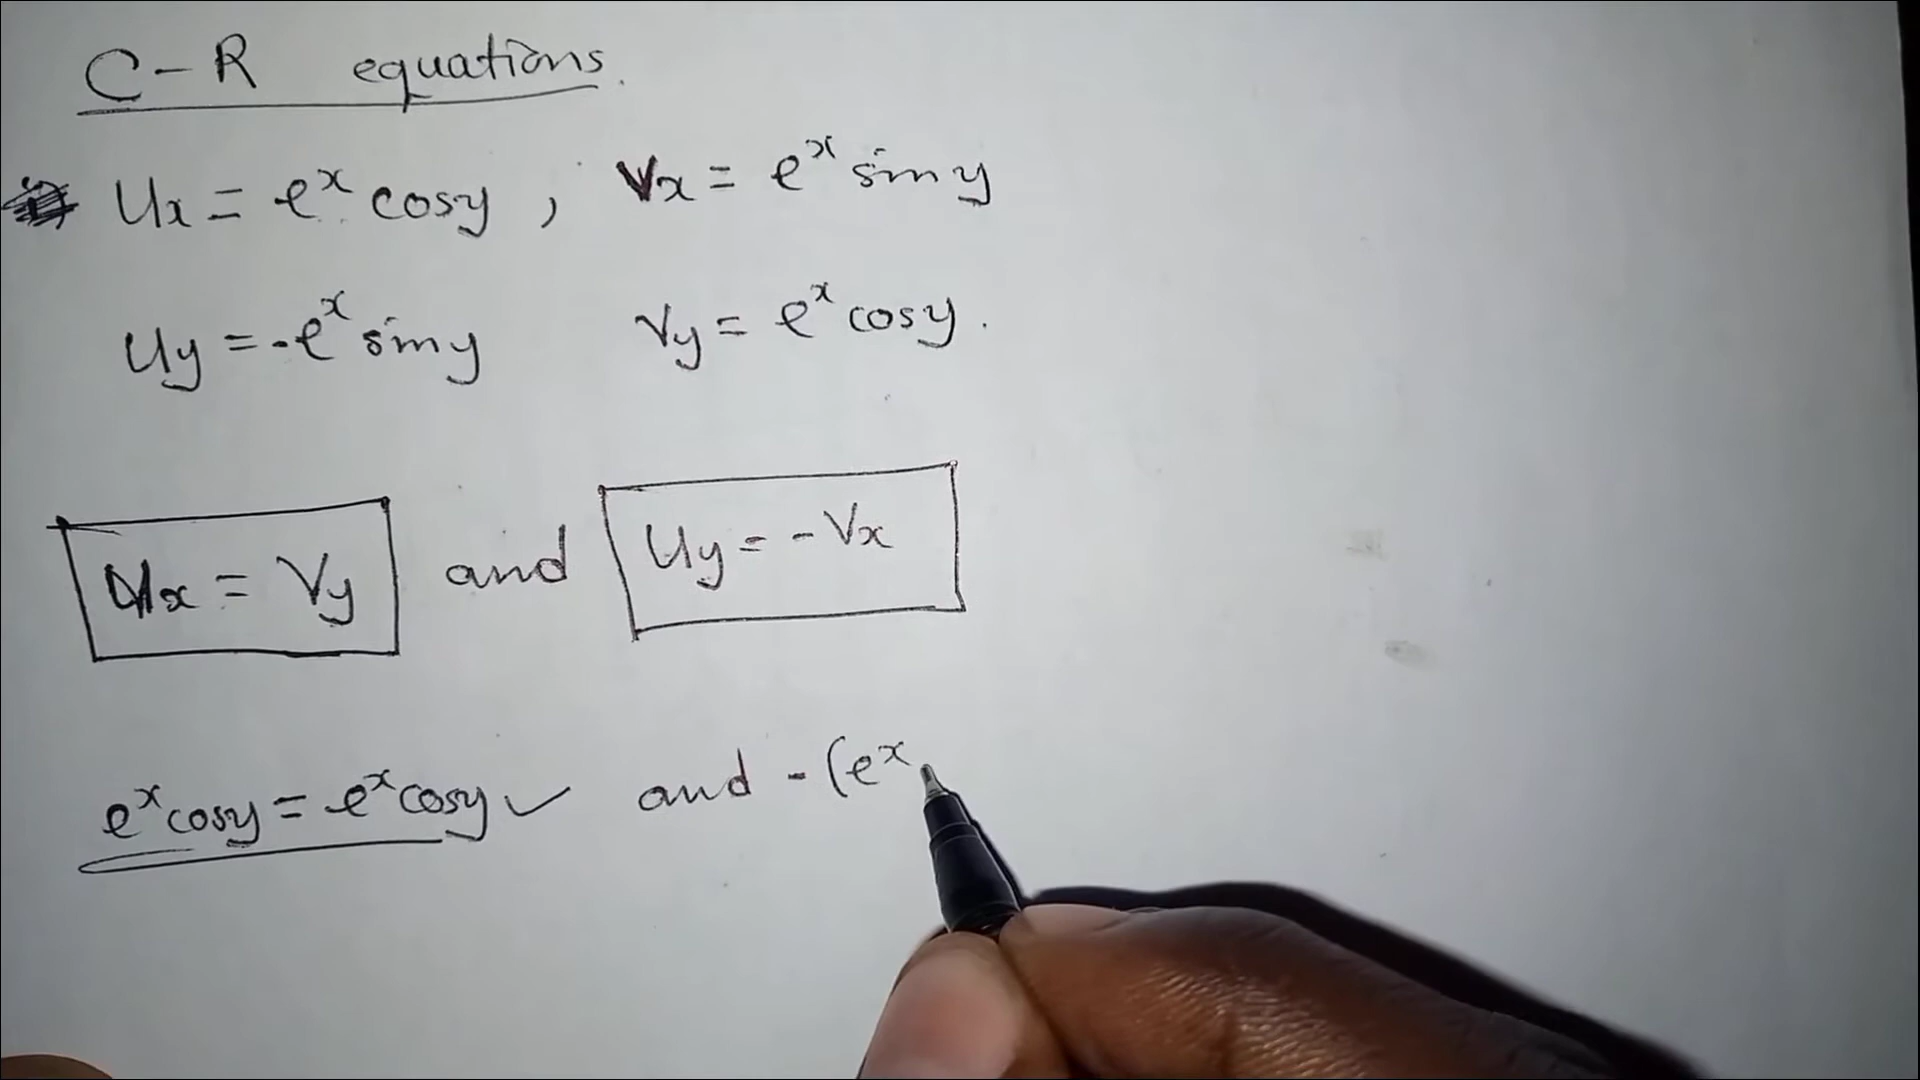 C-R equations.
Ux = e^x cosy , Vx = e^x siny
Uy = -e^x siny Vy = e^x cosy .
Ux = Vy and Uy = -Vx
e^x cosy = e^x cosy ✓ and -(e^x